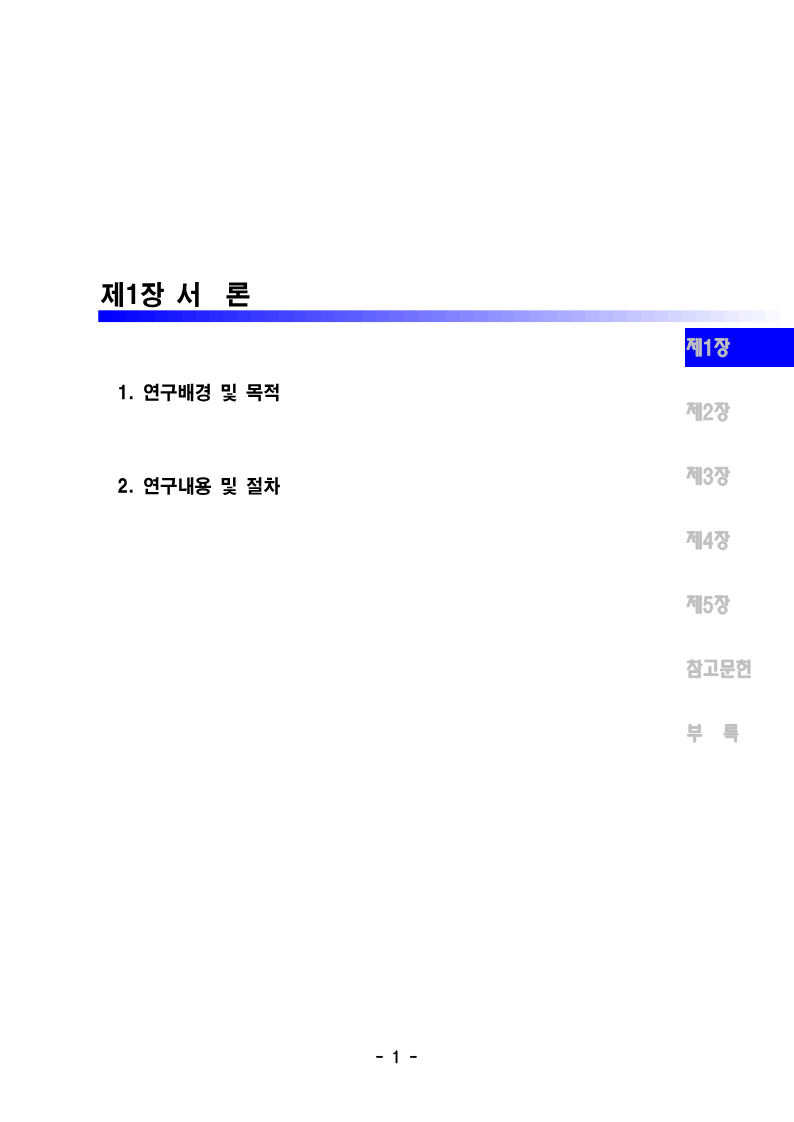 제1장 서 론
제1장
1. 연구배경 및 목적
제2장
제3장
2. 연구내용 및 절차
제4장
제5장
참고문헌
부 록
- 1 -